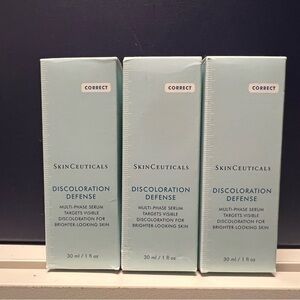 CORRECT
SKINCEUTICALS
DISCOLORATION
DEFENSE
MULTI-PHASE SERUM
TARGETS VISIBLE
DISCOLORATION FOR
BRIGHTER-LOOKING SKIN
30 ml / 1 fl oz
CORRECT
SKINCEUTICALS
DISCOLORATION
DEFENSE
MULTI-PHASE SERUM
TARGETS VISIBLE
DISCOLORATION FOR
BRIGHTER-LOOKING SKIN
30 ml / 1 fl oz
CORRECT
SKINCEUTICALS
DISCOLORATION
DEFENSE
MULTI-PHASE SERUM
TARGETS VISIBLE
DISCOLORATION FOR
BRIGHTER-LOOKING SKIN
30 ml / 1 fl oz